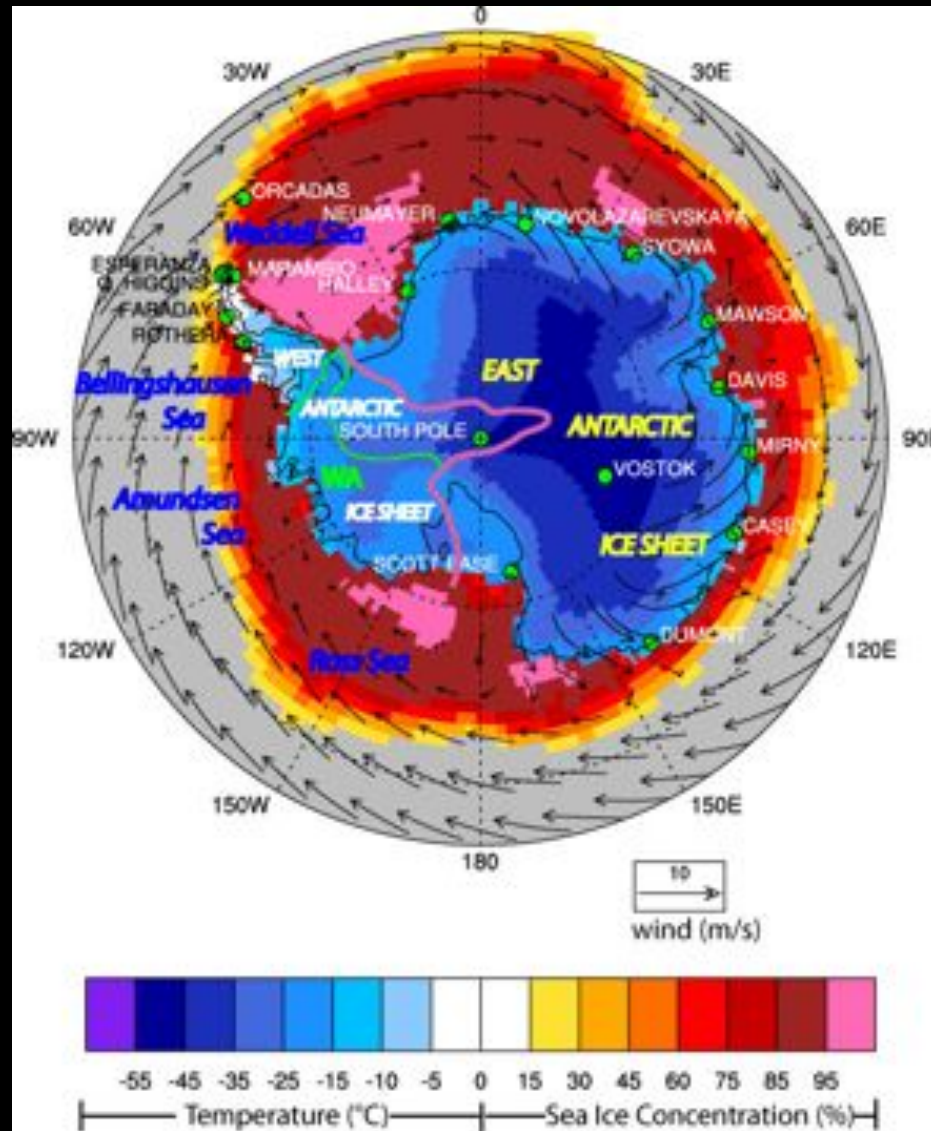 0
30W
30E
ORCADAS
60W
NEUMAYER
NOVOLAZAREVSKAYA
60E
Weddell Sea
SYOWA
ESPERANZA
MARAMBIO
O. HIGGINS
HALLEY
FARADAY
MAWSON
ROTHERA
WEST
EAST
Bellingshausen
Sea
DAVIS
ANTARCTIC
ANTARCTIC
90W
SOUTH POLE
MIRNY
WA
VOSTOK
Amundsen
Sea
ICE SHEET
CASEY
ICE SHEET
SCOTT BASE
DUMONT
120W
Ross Sea
120E
150W
150E
180
10
wind (m/s)
-55 -45 -35 -25 -15 -10 -5 0 15 30 45 60 75 85 95
Temperature (°C) Sea Ice Concentration (%)